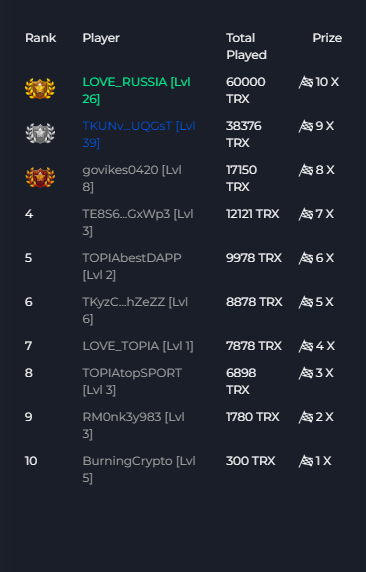 Rank Player Total Played Prize
LOVE_RUSSIA [Lvl 26] 60000 TRX 10 X
TKUNv...UQGsT [Lvl 39] 38376 TRX 9 X
govikes0420 [Lvl 8] 17150 TRX 8 X
4 TE8S6...GxWp3 [Lvl 3] 12121 TRX 7 X
5 TOPIAbestDAPP [Lvl 2] 9978 TRX 6 X
6 TKyzC...hZeZZ [Lvl 6] 8878 TRX 5 X
7 LOVE_TOPIA [Lvl 1] 7878 TRX 4 X
8 TOPIAtopSPORT [Lvl 3] 6898 TRX 3 X
9 RM0nk3y983 [Lvl 3] 1780 TRX 2 X
10 BurningCrypto [Lvl 5] 300 TRX 1 X